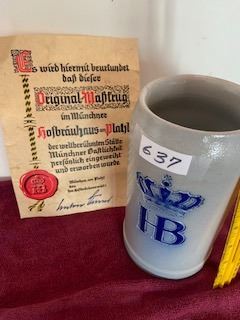 Es wird hiermit beurkundet
daß dieser
Original-Maßkrug
im Münchner
Hofbräuhaus am Platzl
der weltberühmten Stätte
Münchner Gastlichkeit
persönlich eingeweiht
und erworben wurde
637
HB